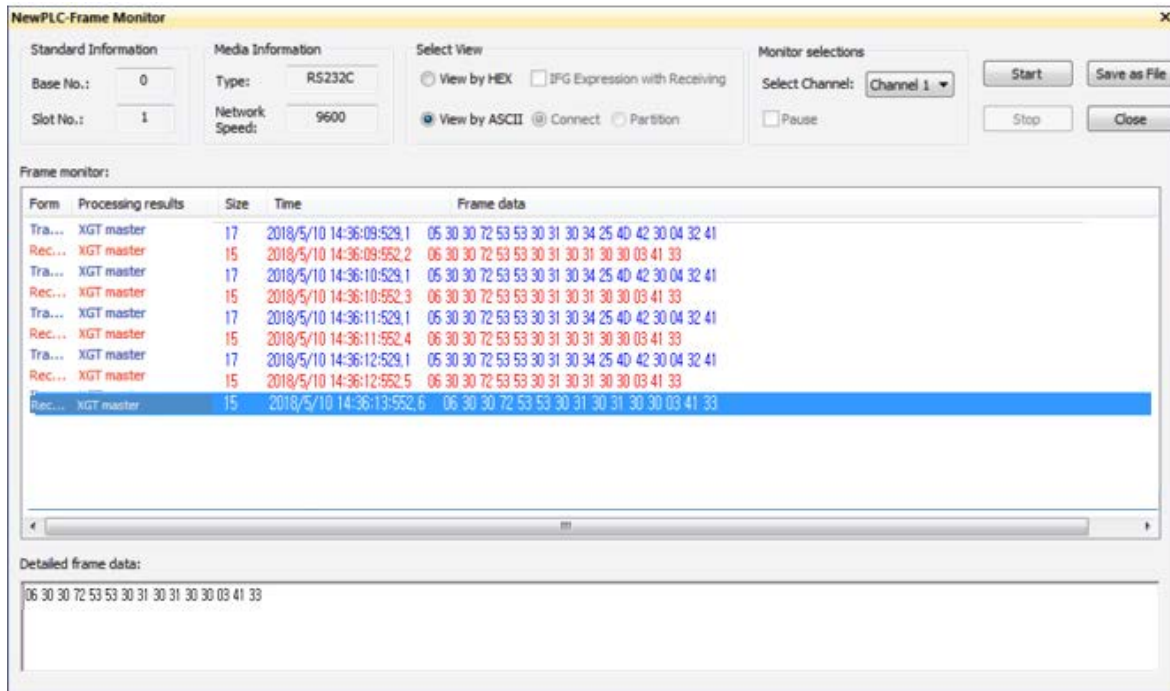 NewPLC-Frame Monitor
Standard Information
Base No.: 0
Slot No.: 1
Media Information
Type: RS232C
Network Speed: 9600
Select View
View by HEX IFG Expression with Receiving
View by ASCII Connect Partition
Monitor selections
Select Channel: Channel 1
Pause
Start Save as File
Stop Close
Frame monitor:
Form Processing results Size Time Frame data
Tra... XGT master 17 2018/5/10 14:36:09:529,1 05 30 30 72 53 53 30 31 30 34 25 4D 42 30 04 32 41
Rec... XGT master 15 2018/5/10 14:36:09:552,2 06 30 30 72 53 53 30 31 30 31 30 30 03 41 33
Tra... XGT master 17 2018/5/10 14:36:10:529,1 05 30 30 72 53 53 30 31 30 34 25 4D 42 30 04 32 41
Rec... XGT master 15 2018/5/10 14:36:10:552,3 06 30 30 72 53 53 30 31 30 31 30 30 03 41 33
Tra... XGT master 17 2018/5/10 14:36:11:529,1 05 30 30 72 53 53 30 31 30 34 25 4D 42 30 04 32 41
Rec... XGT master 15 2018/5/10 14:36:11:552,4 06 30 30 72 53 53 30 31 30 31 30 30 03 41 33
Tra... XGT master 17 2018/5/10 14:36:12:529,1 05 30 30 72 53 53 30 31 30 34 25 4D 42 30 04 32 41
Rec... XGT master 15 2018/5/10 14:36:12:552,5 06 30 30 72 53 53 30 31 30 31 30 30 03 41 33
Rec... XGT master 15 2018/5/10 14:36:13:552,6 06 30 30 72 53 53 30 31 30 31 30 30 03 41 33
Detailed frame data:
06 30 30 72 53 53 30 31 30 31 30 30 03 41 33